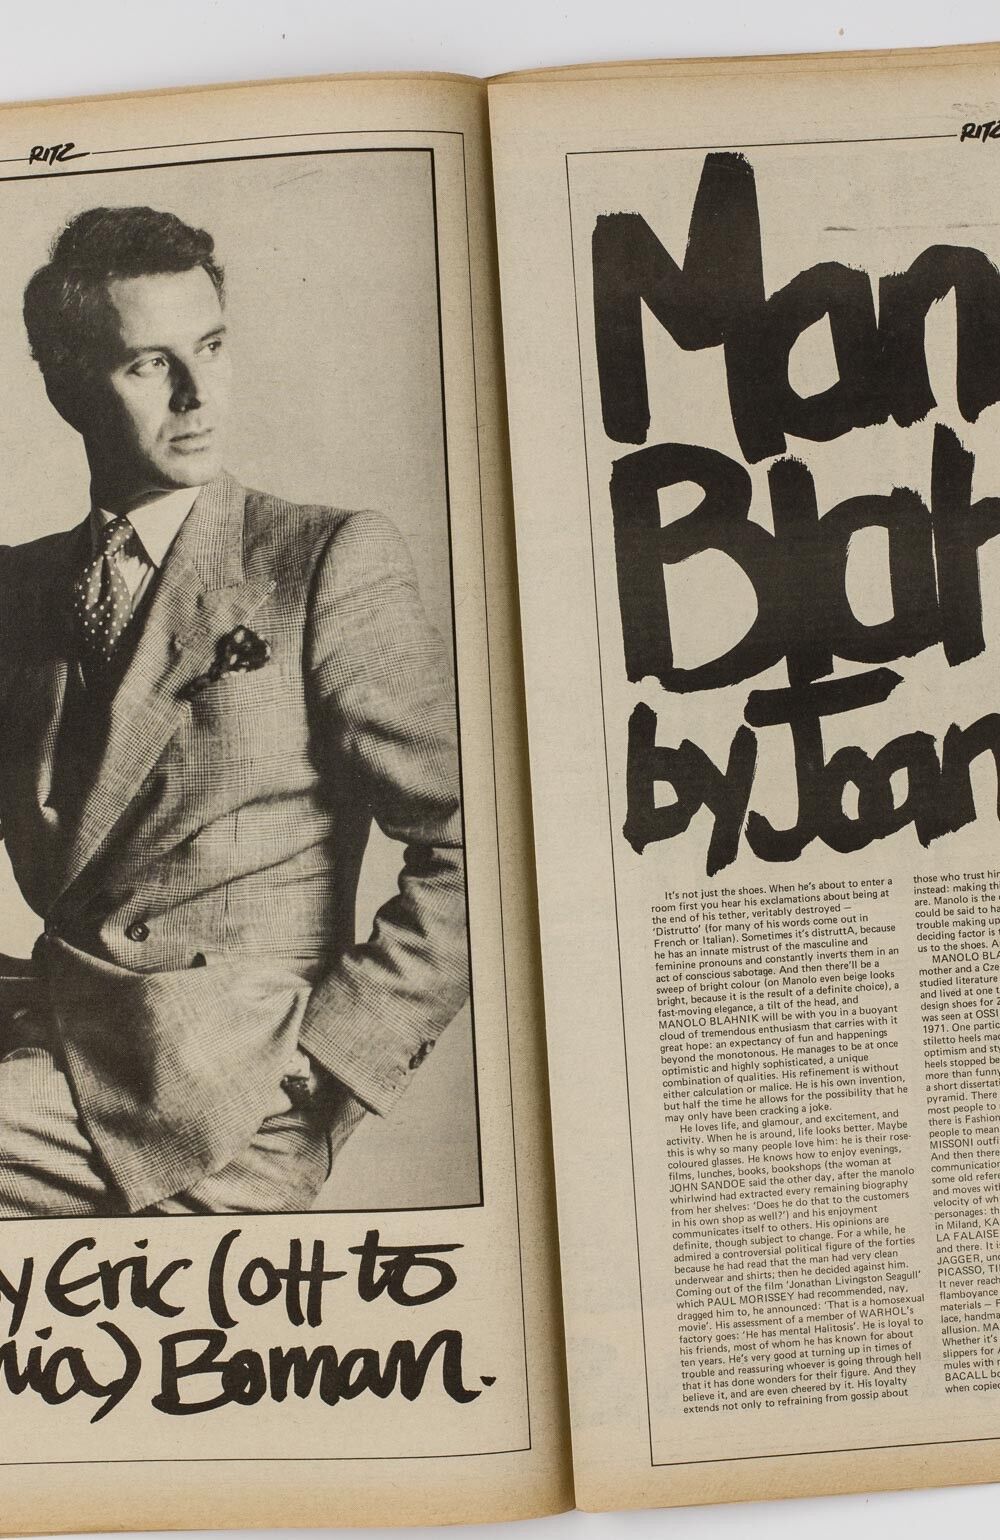 RITZ
y Eric (off to
nia) Boman.
RITZ
Man
Blah
by Joan
It's not just the shoes. When he's about to enter a
room first you hear his exclamations about being at
the end of his tether, veritably destroyed —
'Distrutto' (for many of his words come out in
French or Italian). Sometimes it's distruttA, because
he has an innate mistrust of the masculine and
feminine pronouns and constantly inverts them in an
act of conscious sabotage. And then there'll be a
sweep of bright colour (on Manolo even beige looks
bright, because it is the result of a definite choice), a
fast-moving elegance, a tilt of the head, and
MANOLO BLAHNIK will be with you in a buoyant
cloud of tremendous enthusiasm that carries with it
great hope: an expectancy of fun and happenings
beyond the monotonous. He manages to be at once
optimistic and highly sophisticated, a unique
combination of qualities. His refinement is without
either calculation or malice. He is his own invention,
but half the time he allows for the possibility that he
may only have been cracking a joke.
He loves life, and glamour, and excitement, and
activity. When he is around, life looks better. Maybe
this is why so many people love him: he is their rose-
coloured glasses. He knows how to enjoy evenings,
films, lunches, books, bookshops (the woman at
JOHN SANDOE said the other day, after the manolo
whirlwind had extracted every remaining biography
from her shelves: 'Does he do that to the customers
in his own shop as well?') and his enjoyment
communicates itself to others. His opinions are
definite, though subject to change. For a while, he
admired a controversial political figure of the forties
because he had read that the man had very clean
underwear and shirts; then he decided against him.
Coming out of the film 'Jonathan Livingston Seagull'
which PAUL MORISSEY had recommended, nay,
dragged him to, he announced: 'That is a homosexual
movie'. His assessment of a member of WARHOL's
factory goes: 'He has mental Halitosis'. He is loyal to
his friends, most of whom he has known for about
ten years. He's very good at turning up in times of
trouble and reassuring whoever is going through hell
that it has done wonders for their figure. And they
believe it, and are even cheered by it. His loyalty
extends not only to refraining from gossip about
those who trust him
instead: making th
are. Manolo is the
could be said to ha
trouble making up
deciding factor is
us to the shoes. A
MANOLO BLA
mother and a Cze
studied literature
and lived at one t
design shoes for Z
was seen at OSSI
1971. One partic
stiletto heels mad
optimism and sty
heels stopped be
more than funny
a short dissertat
pyramid. There
most people to
there is Fashion
people to mean
MISSONI outfi
And then there
communication
some old refere
and moves with
velocity of wh
personages: th
in Miland, KA
LA FALAISE
and there. It is
JAGGER, und
PICASSO, TI
It never reach
flamboyance
materials — F
lace, handma
allusion. MA
Whether it's
slippers for A
mules with r
BACALL bo
when copied